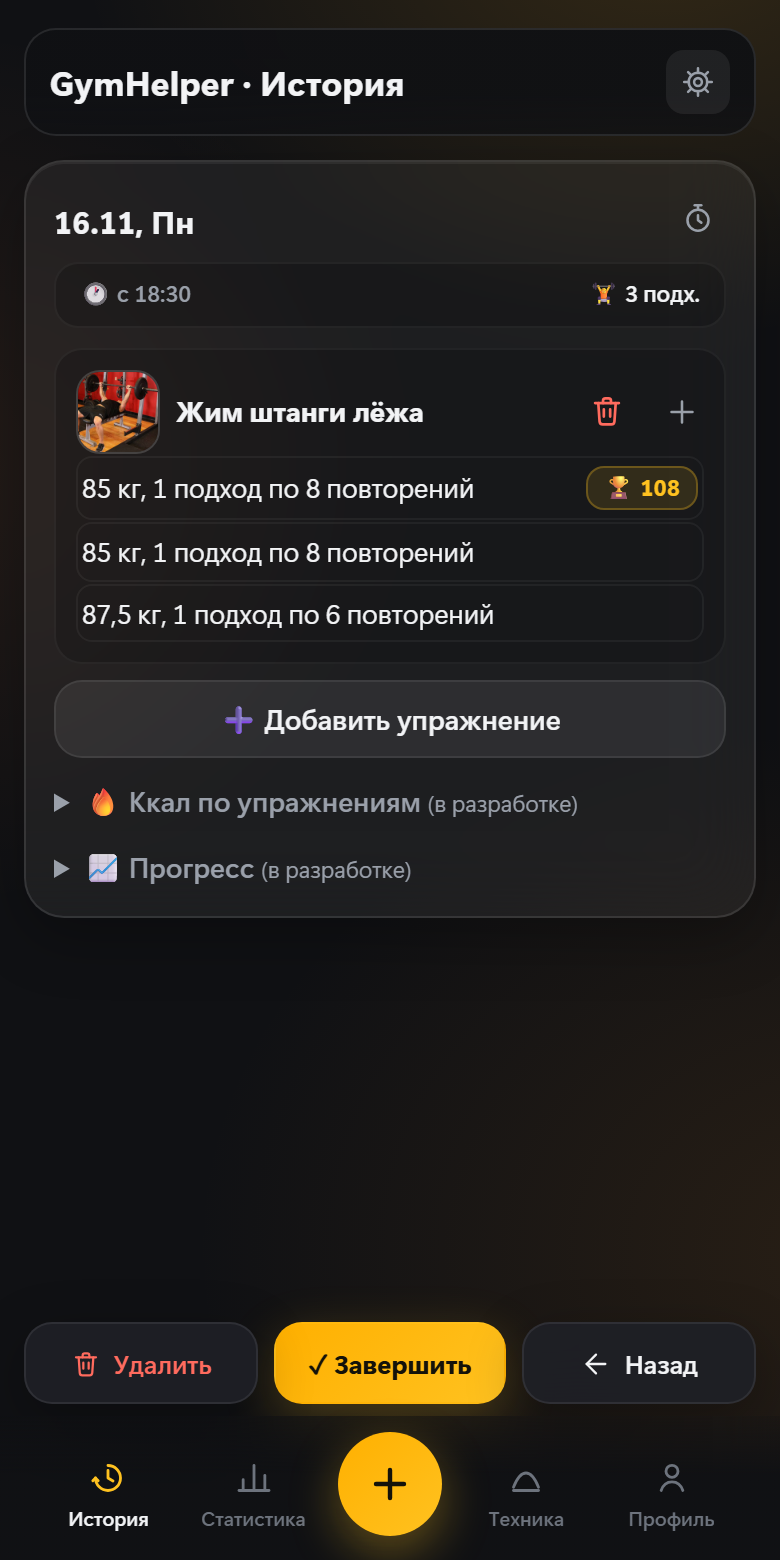 GymHelper · История
16.11, Пн
с 18:30
3 подх.
Жим штанги лёжа
85 кг, 1 подход по 8 повторений
108
85 кг, 1 подход по 8 повторений
87,5 кг, 1 подход по 6 повторений
Добавить упражнение
Ккал по упражнениям (в разработке)
Прогресс (в разработке)
Удалить
✓ Завершить
Назад
История
Статистика
Техника
Профиль